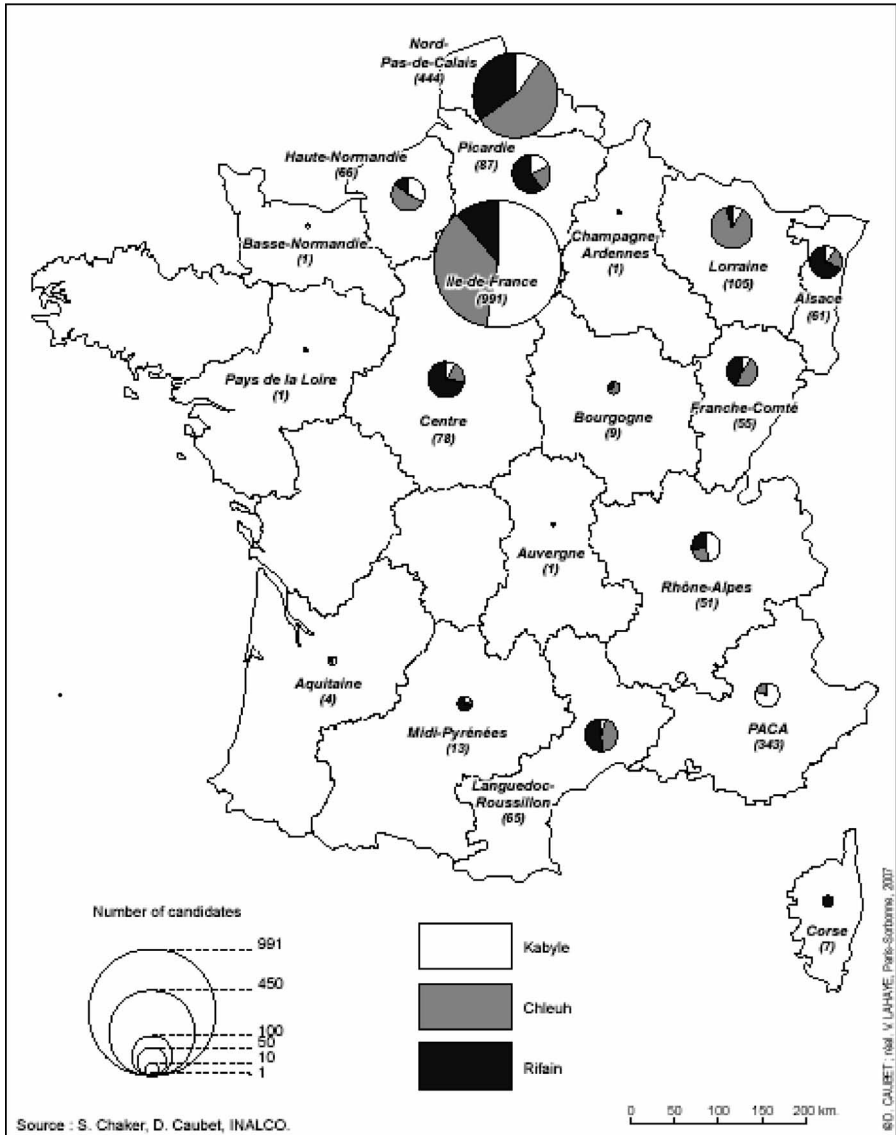 Nord-
Pas-de-Calais
(444)
Picardie
(87)
Haute-Normandie
(66)
Basse-Normandie
(1)
Ile-de-France
(991)
Champagne
Ardennes
(1)
Lorraine
(105)
Alsace
(61)
Pays de la Loire
(1)
Centre
(78)
Bourgogne
(9)
Franche-Comté
(55)
Auvergne
(1)
Rhône-Alpes
(51)
Aquitaine
(4)
Midi-Pyrénées
(13)
Languedoc-
Roussillon
(65)
PACA
(343)
Corse
(7)
Number of candidates
991
450
100
50
10
1
Kabyle
Chleuh
Rifain
0 50 100 150 200 km.
Source : S. Chaker, D. Caubet, INALCO.
©D. CAUBET ; réal. V. LAHAYE, Paris-Sorbonne, 2007